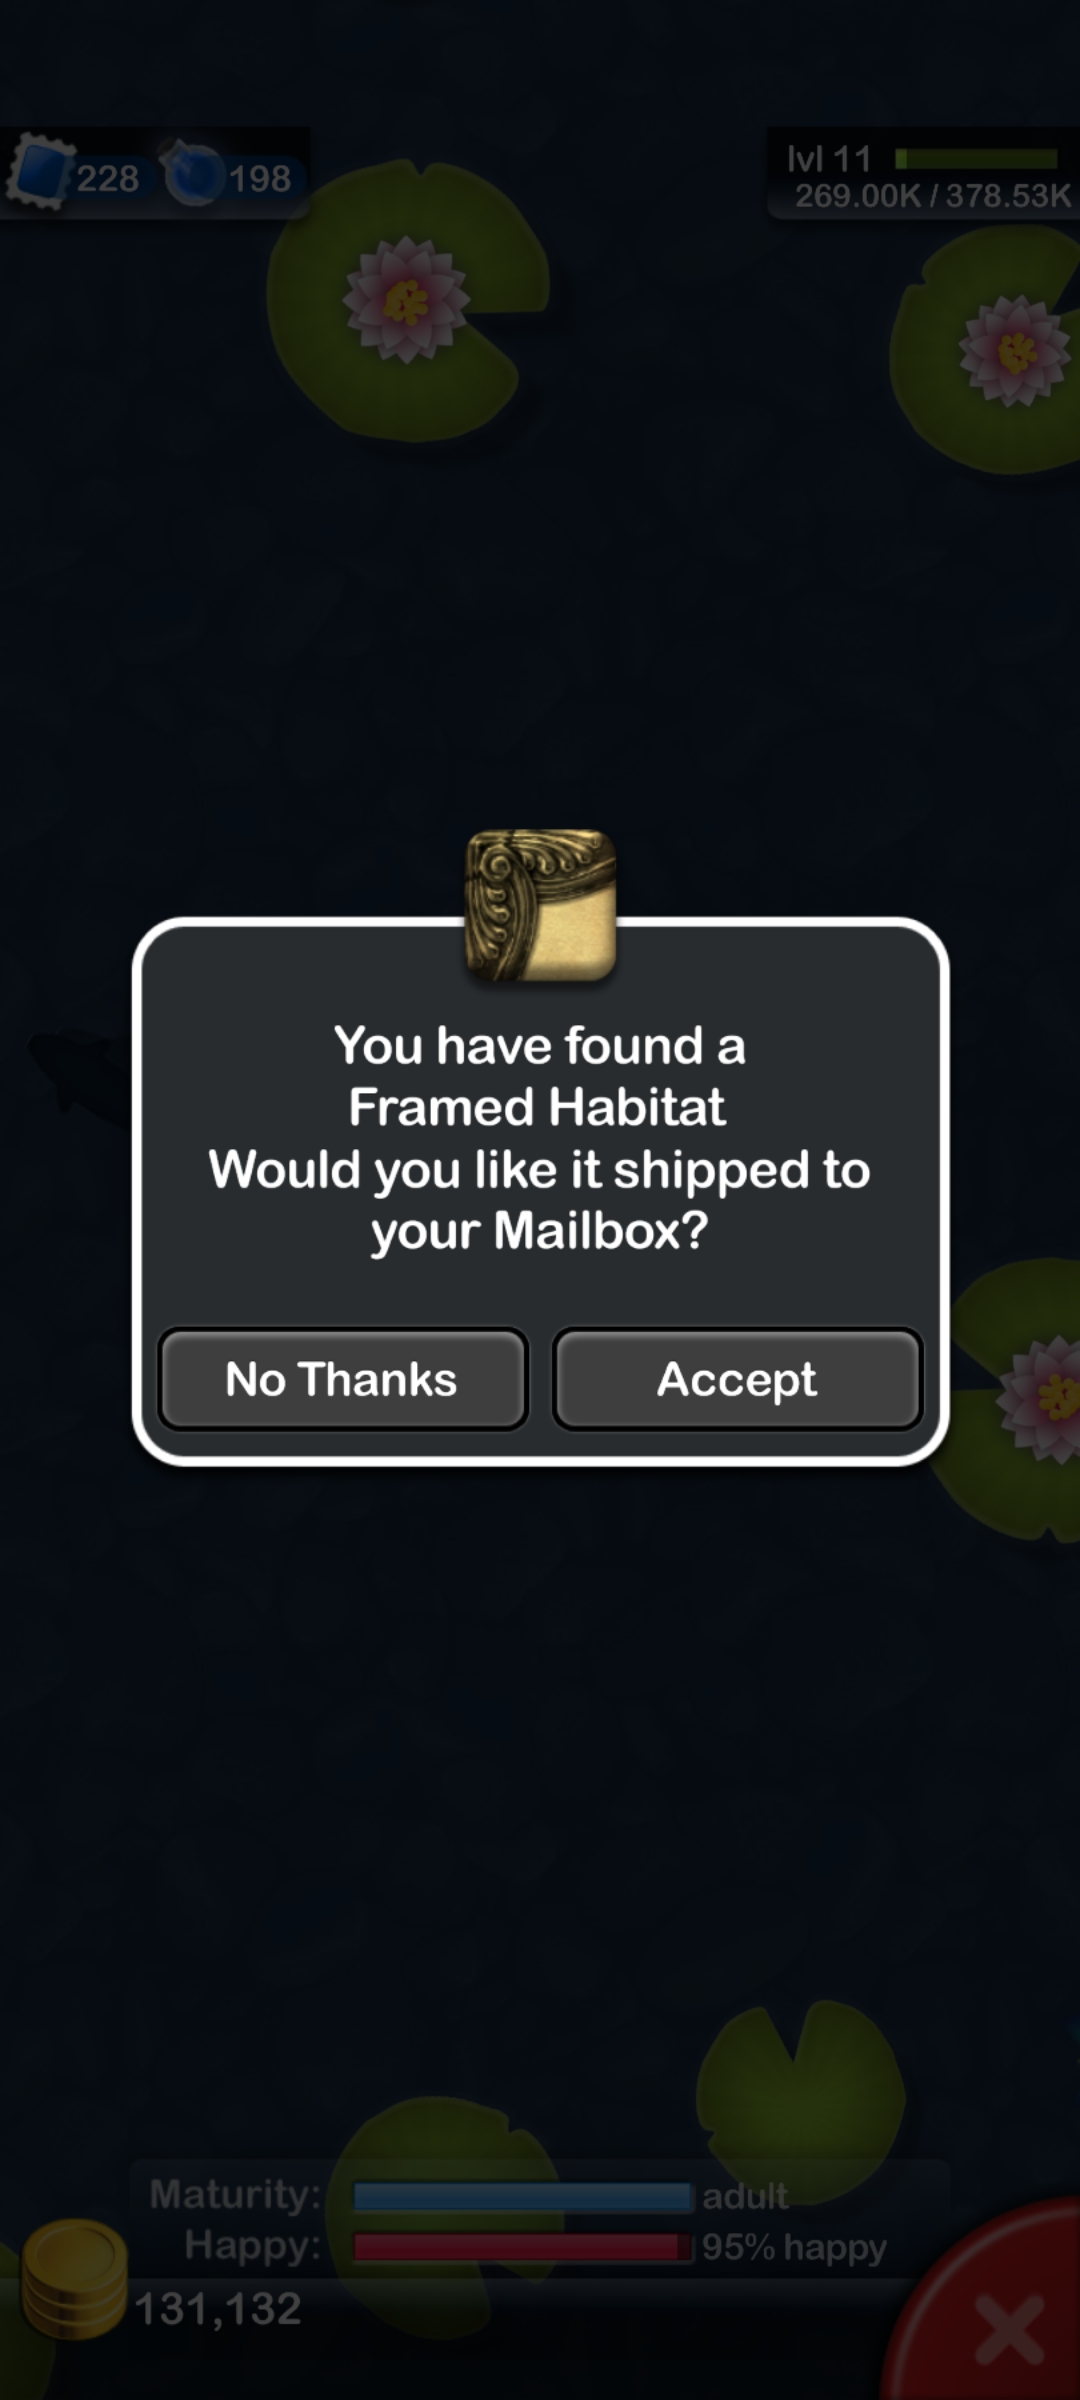 228 198
lvl 11
269.00K / 378.53K
You have found a
Framed Habitat
Would you like it shipped to
your Mailbox?
No Thanks Accept
Maturity: adult
Happy: 95% happy
131,132